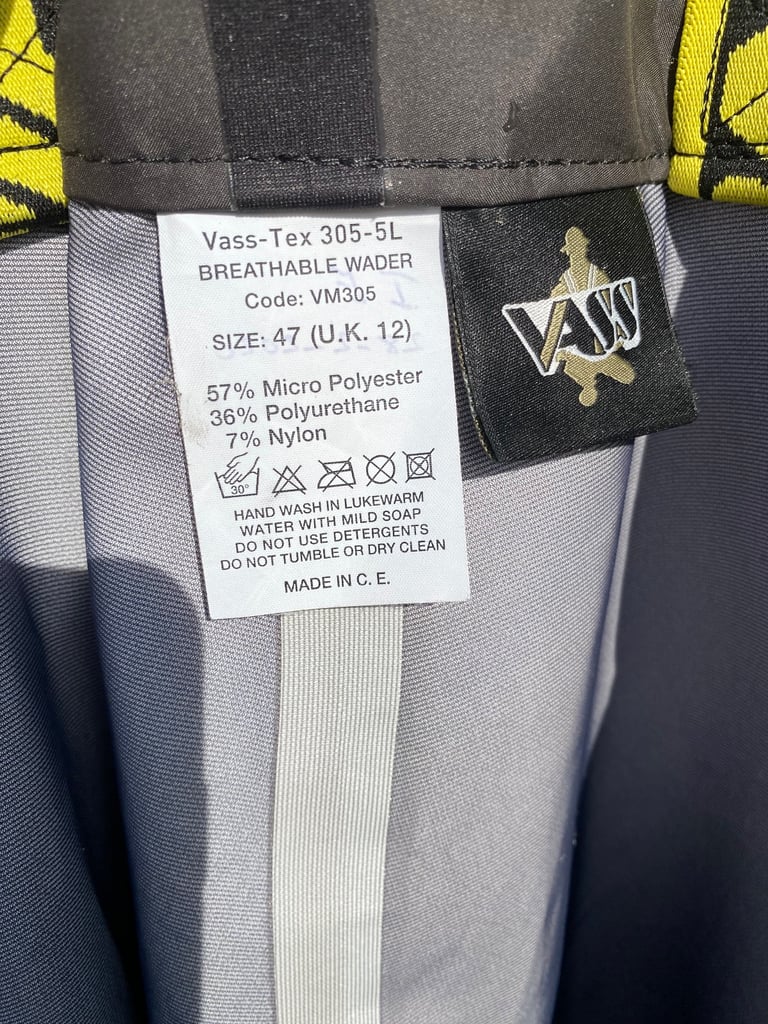 Vass-Tex 305-5L
BREATHABLE WADER
Code: VM305
SIZE: 47 (U.K. 12)
57% Micro Polyester
36% Polyurethane
7% Nylon
30°
HAND WASH IN LUKEWARM
WATER WITH MILD SOAP
DO NOT USE DETERGENTS
DO NOT TUMBLE OR DRY CLEAN
MADE IN C. E.
VASS